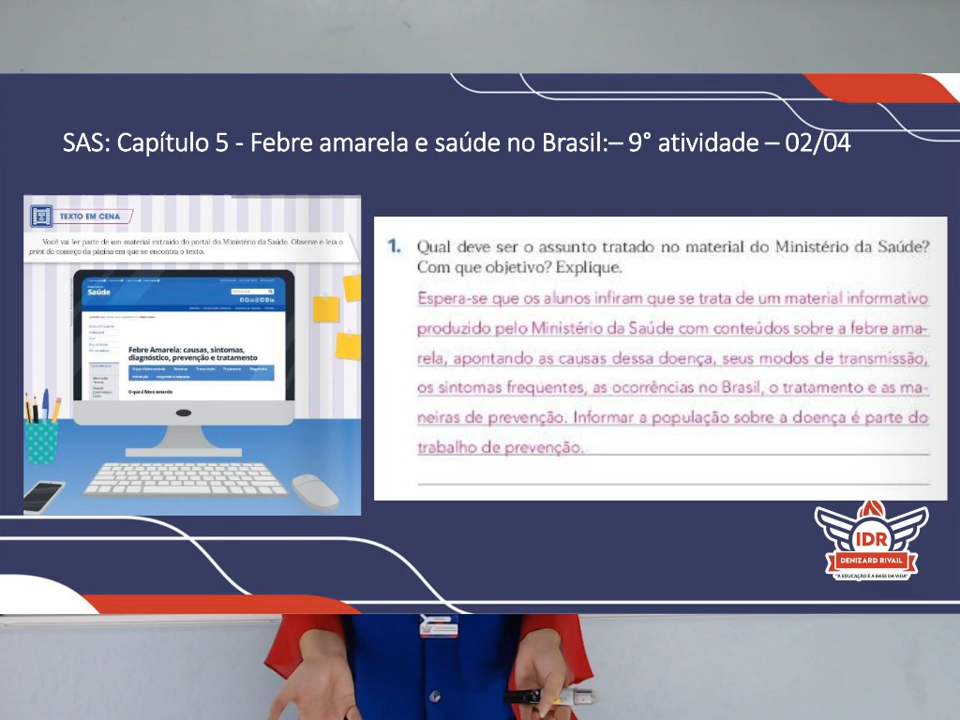 SAS: Capítulo 5 - Febre amarela e saúde no Brasil:– 9° atividade – 02/04
TEXTO EM CENA
Você vai ler parte de um material extraído do portal do Ministério da Saúde. Observe e leia o
print do começo da página em que se encontra o texto.
Saúde
Febre Amarela: causas, sintomas,
diagnóstico, prevenção e tratamento
O que é febre amarela
1. Qual deve ser o assunto tratado no material do Ministério da Saúde?
Com que objetivo? Explique.
Espera-se que os alunos infiram que se trata de um material informativo
produzido pelo Ministério da Saúde com conteúdos sobre a febre ama-
rela, apontando as causas dessa doença, seus modos de transmissão,
os sintomas frequentes, as ocorrências no Brasil, o tratamento e as ma-
neiras de prevenção. Informar a população sobre a doença é parte do
trabalho de prevenção.
IDR
DENIZARD RIVAIL
"A EDUCAÇÃO É A BASE DA VIDA"